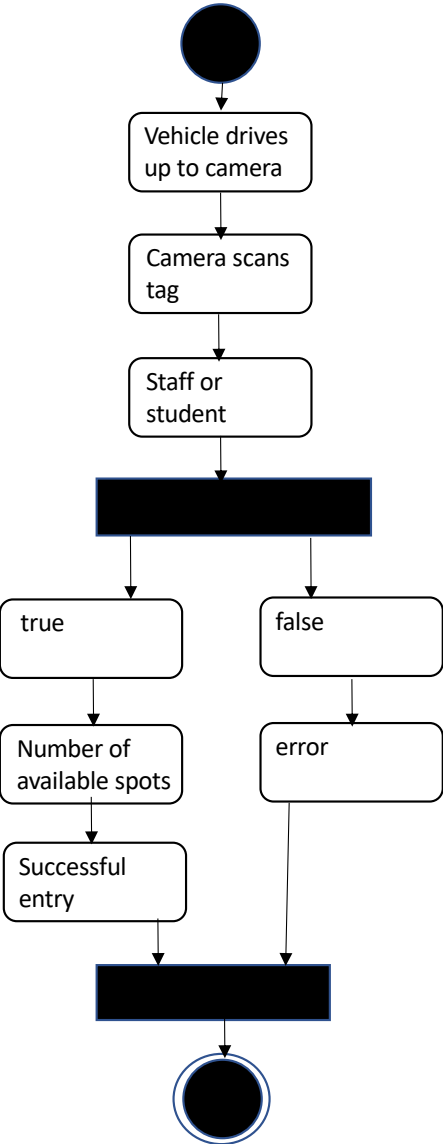 Vehicle drives
up to camera
Camera scans
tag
Staff or
student
true
false
Number of
available spots
error
Successful
entry